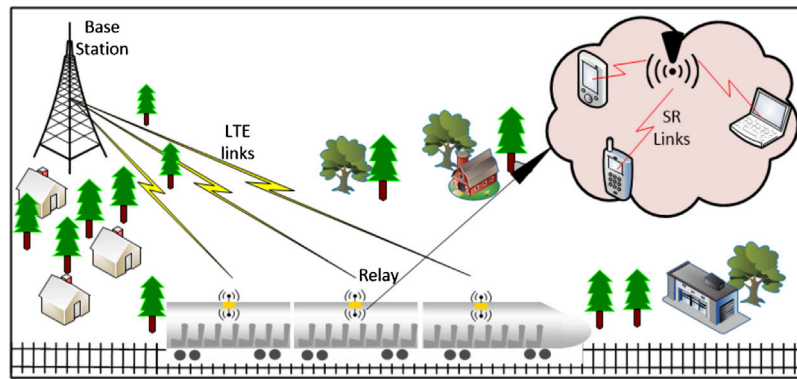 Base
Station
LTE
links
SR
Links
Relay